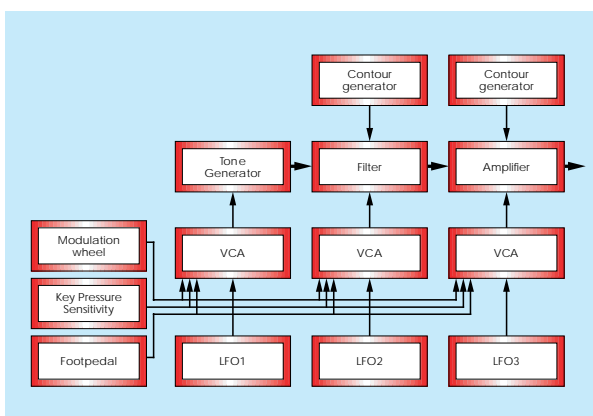 Contour
generator
Contour
generator
Tone
Generator
Filter
Amplifier
Modulation
wheel
VCA
VCA
VCA
Key Pressure
Sensitivity
Footpedal
LFO1
LFO2
LFO3